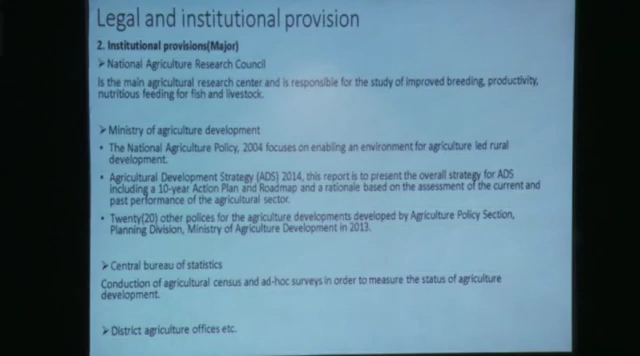 Legal and institutional provision
2. Institutional provisions(Major)
➢National Agriculture Research Council
Is the main agricultural research center and is responsible for the study of improved breeding, productivity,
nutritious feeding for fish and livestock.
➢Ministry of agriculture development
• The National Agriculture Policy, 2004 focuses on enabling an environment for agriculture led rural
development.
• Agricultural Development Strategy (ADS) 2014, this report is to present the overall strategy for ADS
including a 10-year Action Plan and Roadmap and a rationale based on the assessment of the current and
past performance of the agricultural sector.
• Twenty(20) other polices for the agriculture developments developed by Agriculture Policy Section,
Planning Division, Ministry of Agriculture Development in 2013.
➢Central bureau of statistics
Conduction of agricultural census and ad-hoc surveys in order to measure the status of agriculture
development.
➢District agriculture offices etc.